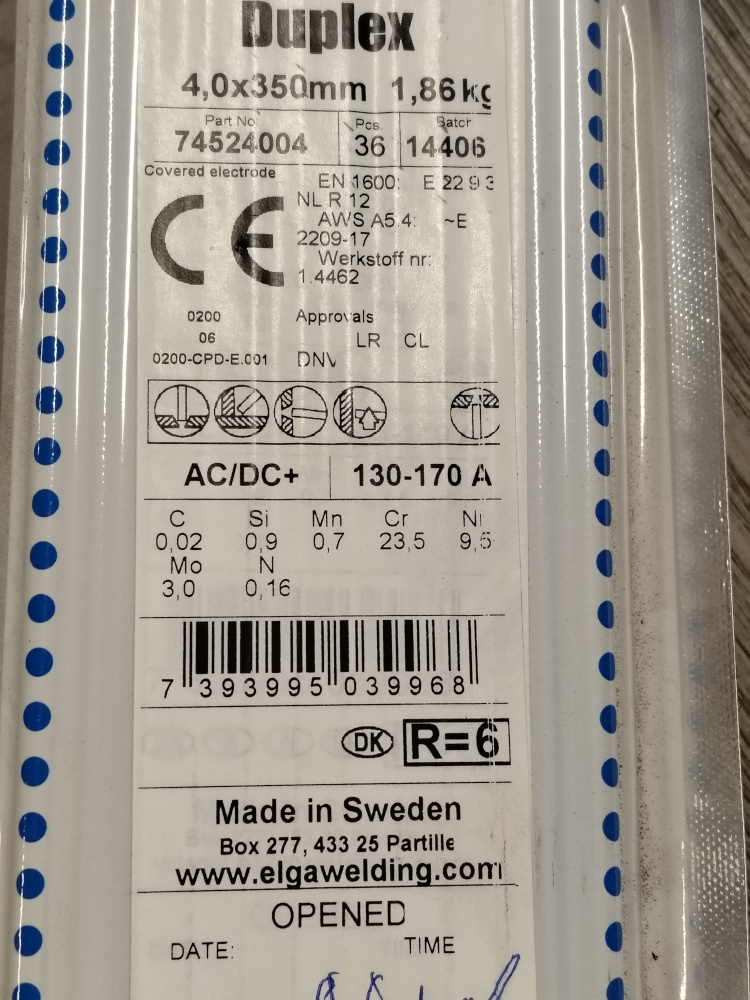 Duplex
4,0x350mm 1,86kg
Part No Pcs Batch
74524004 36 14406
Covered electrode
EN 1600: E 22 9 3
NL R 12
AWS A5.4: ~E
2209-17
Werkstoff nr:
1.4462
CE
0200
06
0200-CPD-E.001
Approvals
LR CL
DNV
AC/DC+ 130-170 A
C Si Mn Cr Ni
0,02 0,9 0,7 23,5 9,5
Mo N
3,0 0,16
7 393995 039968
DK R=6
Made in Sweden
Box 277, 433 25 Partille
www.elgawelding.com
OPENED
DATE: TIME